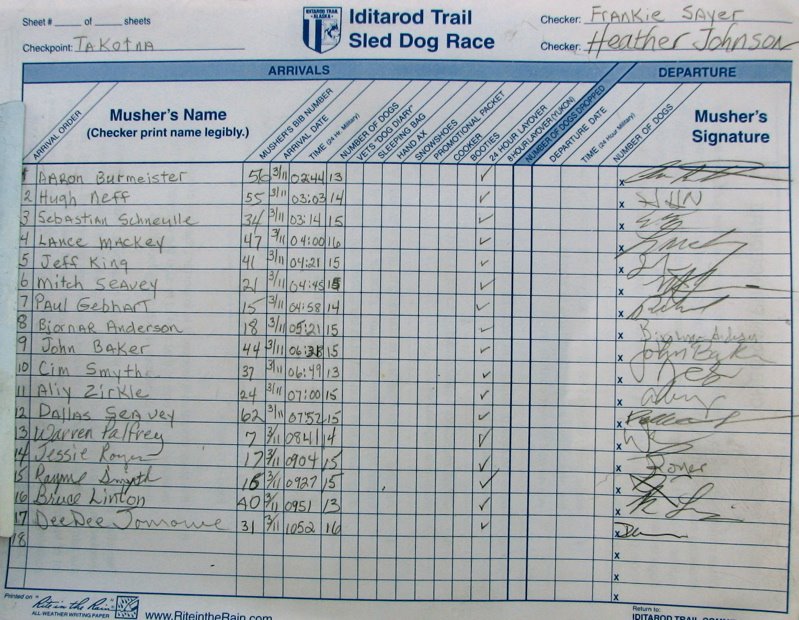 Sheet # ____ of ____ sheets
Checkpoint: TAKOTNA
IDITAROD TRAIL
ALASKA
Iditarod Trail
Sled Dog Race
Checker: FRANKIE SAYER
Checker: Heather Johnson
ARRIVALS DEPARTURE
ARRIVAL ORDER
Musher's Name
(Checker print name legibly.)
MUSHER'S BIB NUMBER
ARRIVAL DATE
TIME (24 Hr. Military)
NUMBER OF DOGS
VETS "DOG DIARY"
SLEEPING BAG
HAND AX
SNOWSHOES
PROMOTIONAL PACKET
COOKER
BOOTIES
24 HOUR LAYOVER
8 HOUR LAYOVER (YUKON)
NUMBER OF DOGS DROPPED
DEPARTURE DATE
TIME (24 Hour Military)
NUMBER OF DOGS
Musher's
Signature
1 AARON BURMEISTER 56 3/11 0244 13 ✓ x
2 HUGH NEFF 55 3/11 03:03 14 ✓ x
3 SEBASTIAN SCHNEULLE 34 3/11 03:14 15 ✓ x
4 LANCE MACKEY 47 3/11 04:00 16 ✓ x
5 JEFF KING 41 3/11 04:21 15 ✓ x
6 MITCH SEAVEY 21 3/11 04:45 15 ✓ x
7 PAUL GEBHART 15 3/11 04:58 14 ✓ x
8 BJORNAR ANDERSON 18 3/11 05:21 15 ✓ x
9 JOHN BAKER 44 3/11 06:38 15 ✓ x John Baker
10 CIM SMYTH 37 3/11 06:49 13 ✓ x
11 ALIY ZIRKLE 24 3/11 07:00 15 ✓ x
12 DALLAS SEAVEY 62 3/11 07:52 15 ✓ x
13 Warren Palfrey 7 3/11 0841 14 ✓ x
14 Jessie Royer 17 3/11 0904 15 ✓ x Royer
15 Ramme Smyth 16 3/11 0927 15 ✓ x
16 Bruce Linton 40 3/11 0951 13 ✓ x
17 DeeDee Jonrowe 31 3/11 1052 16 ✓ x
18 x
x
x
Printed on "Rite in the Rain"
ALL-WEATHER WRITING PAPER
www.RiteintheRain.com
Return to: